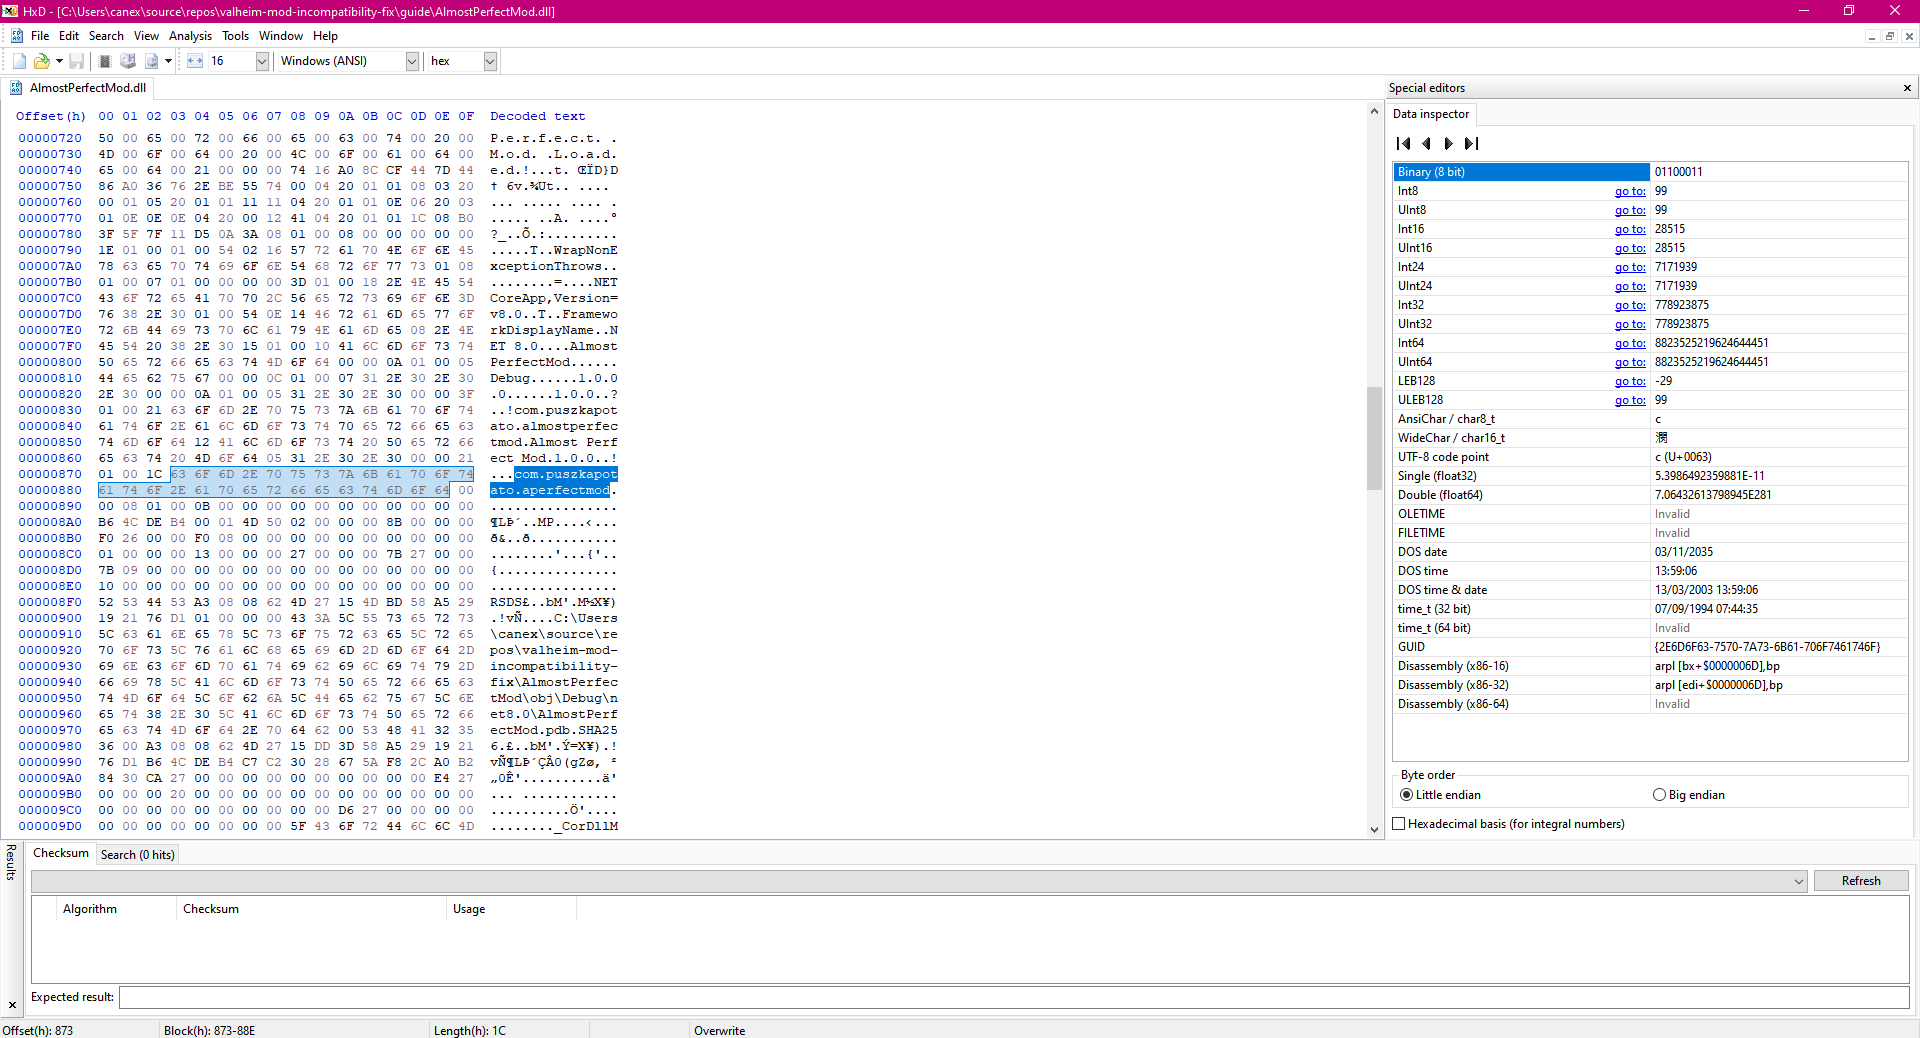 HxD - [C:\Users\canex\source\repos\valheim-mod-incompatibility-fix\guide\AlmostPerfectMod.dll]
File Edit Search View Analysis Tools Window Help
16 Windows (ANSI) hex
AlmostPerfectMod.dll
Offset(h) 00 01 02 03 04 05 06 07 08 09 0A 0B 0C 0D 0E 0F Decoded text
00000720 50 00 65 00 72 00 66 00 65 00 63 00 74 00 20 00 P.e.r.f.e.c.t. .
00000730 4D 00 6F 00 64 00 20 00 4C 00 6F 00 61 00 64 00 M.o.d. .L.o.a.d.
00000740 65 00 64 00 21 00 00 00 74 16 A0 8C CF 44 7D 44 e.d.!...t. ŒÏD}D
00000750 86 A0 36 76 2E BE 55 74 00 04 20 01 01 08 03 20 † 6v.¾Ut.. .... 
00000760 00 01 05 20 01 01 11 11 04 20 01 01 0E 06 20 03 ... ..... .... .
00000770 01 0E 0E 0E 04 20 00 12 41 04 20 01 01 1C 08 B0 ..... ..A. ....°
00000780 3F 5F 7F 11 D5 0A 3A 08 01 00 08 00 00 00 00 00 ?_..Õ.:.........
00000790 1E 01 00 01 00 54 02 16 57 72 61 70 4E 6F 6E 45 .....T..WrapNonE
000007A0 78 63 65 70 74 69 6F 6E 54 68 72 6F 77 73 01 08 xceptionThrows..
000007B0 01 00 07 01 00 00 00 00 3D 01 00 18 2E 4E 45 54 ........=....NET
000007C0 43 6F 72 65 41 70 70 2C 56 65 72 73 69 6F 6E 3D CoreApp,Version=
000007D0 76 38 2E 30 01 00 54 0E 14 46 72 61 6D 65 77 6F v8.0..T..Framewo
000007E0 72 6B 44 69 73 70 6C 61 79 4E 61 6D 65 08 2E 4E rkDisplayName..N
000007F0 45 54 20 38 2E 30 15 01 00 10 41 6C 6D 6F 73 74 ET 8.0....Almost
00000800 50 65 72 66 65 63 74 4D 6F 64 00 00 0A 01 00 05 PerfectMod......
00000810 44 65 62 75 67 00 00 0C 01 00 07 31 2E 30 2E 30 Debug......1.0.0
00000820 2E 30 00 00 0A 01 00 05 31 2E 30 2E 30 00 00 3F .0......1.0.0..?
00000830 01 00 21 63 6F 6D 2E 70 75 73 7A 6B 61 70 6F 74 ..!com.puszkapot
00000840 61 74 6F 2E 61 6C 6D 6F 73 74 70 65 72 66 65 63 ato.almostperfec
00000850 74 6D 6F 64 12 41 6C 6D 6F 73 74 20 50 65 72 66 tmod.Almost Perf
00000860 65 63 74 20 4D 6F 64 05 31 2E 30 2E 30 00 00 21 ect Mod.1.0.0..!
00000870 01 00 1C 63 6F 6D 2E 70 75 73 7A 6B 61 70 6F 74 ...com.puszkapot
00000880 61 74 6F 2E 61 70 65 72 66 65 63 74 6D 6F 64 00 ato.aperfectmod.
00000890 00 08 01 00 0B 00 00 00 00 00 00 00 00 00 00 00 ................
000008A0 B6 4C DE B4 00 01 4D 50 02 00 00 00 8B 00 00 00 ¶LÞ´..MP....‹...
000008B0 F0 26 00 00 F0 08 00 00 00 00 00 00 00 00 00 00 ð&..ð...........
000008C0 01 00 00 00 13 00 00 00 27 00 00 00 7B 27 00 00 ........'...{'..
000008D0 7B 09 00 00 00 00 00 00 00 00 00 00 00 00 00 00 {...............
000008E0 10 00 00 00 00 00 00 00 00 00 00 00 00 00 00 00 ................
000008F0 52 53 44 53 A3 08 08 62 4D 27 15 4D BD 58 A5 29 RSDS£..bM'.M½X¥)
00000900 19 21 76 D1 01 00 00 00 43 3A 5C 55 73 65 72 73 .!vÑ....C:\Users
00000910 5C 63 61 6E 65 78 5C 73 6F 75 72 63 65 5C 72 65 \canex\source\re
00000920 70 6F 73 5C 76 61 6C 68 65 69 6D 2D 6D 6F 64 2D pos\valheim-mod-
00000930 69 6E 63 6F 6D 70 61 74 69 62 69 6C 69 74 79 2D incompatibility-
00000940 66 69 78 5C 41 6C 6D 6F 73 74 50 65 72 66 65 63 fix\AlmostPerfec
00000950 74 4D 6F 64 5C 6F 62 6A 5C 44 65 62 75 67 5C 6E tMod\obj\Debug\n
00000960 65 74 38 2E 30 5C 41 6C 6D 6F 73 74 50 65 72 66 et8.0\AlmostPerf
00000970 65 63 74 4D 6F 64 2E 70 64 62 00 53 48 41 32 35 ectMod.pdb.SHA25
00000980 36 00 A3 08 08 62 4D 27 15 DD 3D 58 A5 29 19 21 6.£..bM'.Ý=X¥).!
00000990 76 D1 B6 4C DE B4 C7 C2 30 28 67 5A F8 2C A0 B2 vÑ¶LÞ´ÇÂ0(gZø, ²
000009A0 84 30 CA 27 00 00 00 00 00 00 00 00 00 00 E4 27 „0Ê'..........ä'
000009B0 00 00 00 20 00 00 00 00 00 00 00 00 00 00 00 00 ... ............
000009C0 00 00 00 00 00 00 00 00 00 00 D6 27 00 00 00 00 ..........Ö'....
000009D0 00 00 00 00 00 00 00 00 5F 43 6F 72 44 6C 6C 4D ........_CorDllM
Special editors
Data inspector
Binary (8 bit) 01100011
Int8 go to: 99
UInt8 go to: 99
Int16 go to: 28515
UInt16 go to: 28515
Int24 go to: 7171939
UInt24 go to: 7171939
Int32 go to: 778923875
UInt32 go to: 778923875
Int64 go to: 8823525219624644451
UInt64 go to: 8823525219624644451
LEB128 go to: -29
ULEB128 go to: 99
AnsiChar / char8_t c
WideChar / char16_t 潣
UTF-8 code point c (U+0063)
Single (float32) 5.3986492359881E-11
Double (float64) 7.06432613798945E281
OLETIME Invalid
FILETIME Invalid
DOS date 03/11/2035
DOS time 13:59:06
DOS time & date 13/03/2003 13:59:06
time_t (32 bit) 07/09/1994 07:44:35
time_t (64 bit) Invalid
GUID {2E6D6F63-7570-7A73-6B61-706F7461746F}
Disassembly (x86-16) arpl [bx+$0000006D],bp
Disassembly (x86-32) arpl [edi+$0000006D],bp
Disassembly (x86-64) Invalid
Byte order
Little endian Big endian
Hexadecimal basis (for integral numbers)
Results
Checksum Search (0 hits)
Refresh
Algorithm Checksum Usage
Expected result:
Offset(h): 873 Block(h): 873-88E Length(h): 1C Overwrite